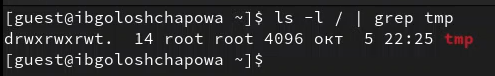 [guest@ibgoloshchapowa ~]$ ls -l / | grep tmp
drwxrwxrwt.  14 root root 4096 окт  5 22:25 tmp
[guest@ibgoloshchapowa ~]$